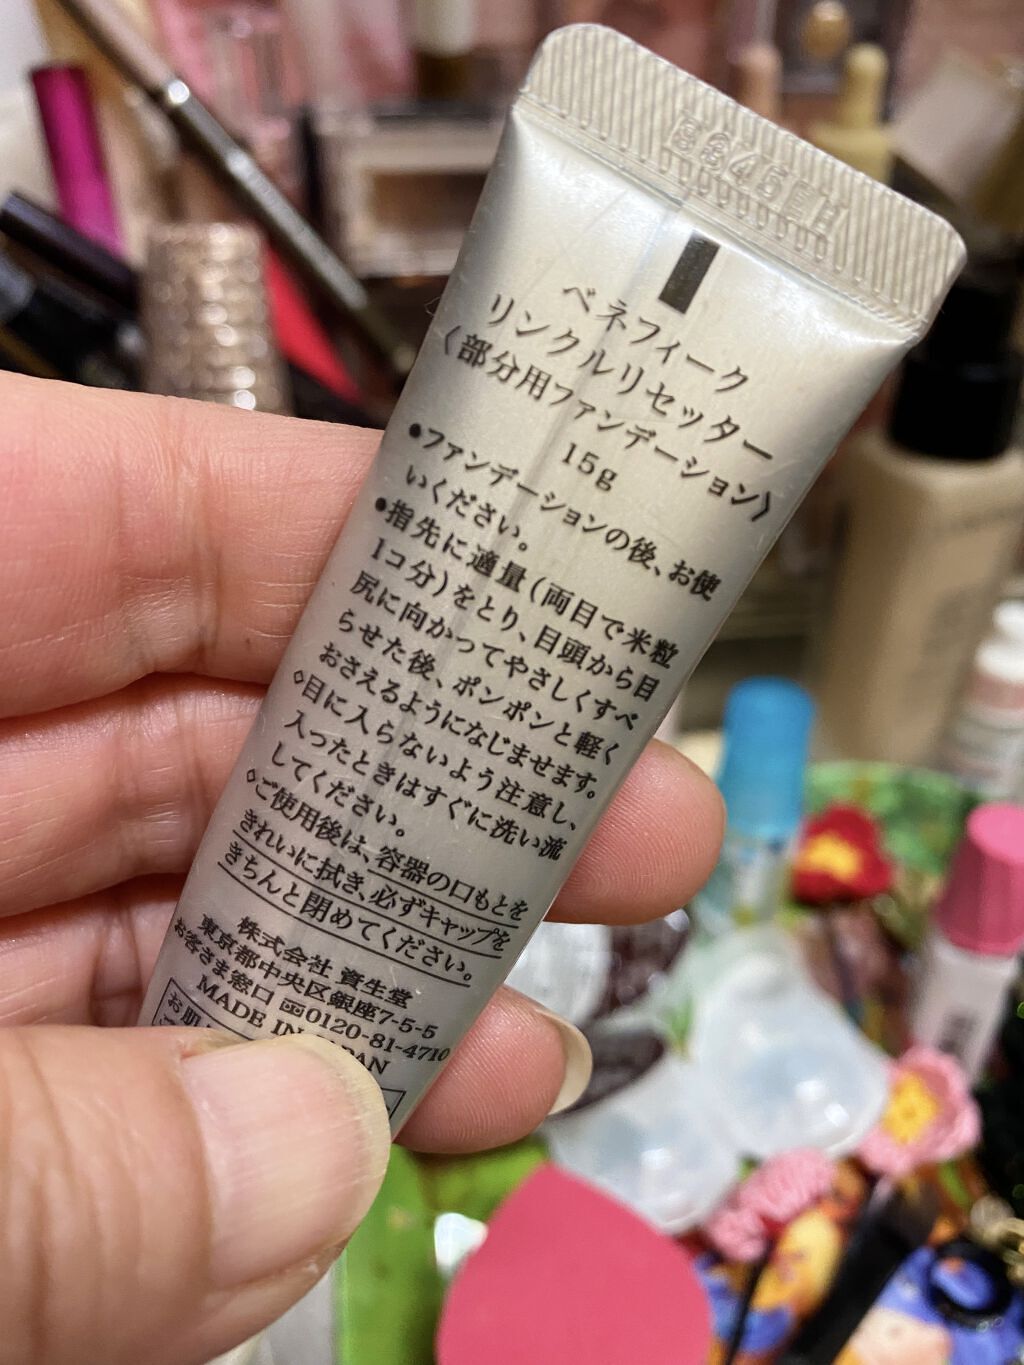 ベネフィーク
リンクルリセッター
〈部分用ファンデーション〉
15g
●ファンデーションの後、お使
いください。
●指先に適量(両目で米粒
1コ分)をとり、目頭から目
尻に向かってやさしくすべ
らせた後、ポンポンと軽く
おさえるようになじませます。
◇目に入らないよう注意し、
入ったときはすぐに洗い流
してください。
◇ご使用後は、容器の口もとを
きれいに拭き、必ずキャップを
きちんと閉めてください。
株式会社 資生堂
東京都中央区銀座7-5-5
お客さま窓口 0120-81-4710
MADE IN JAPAN
お肌